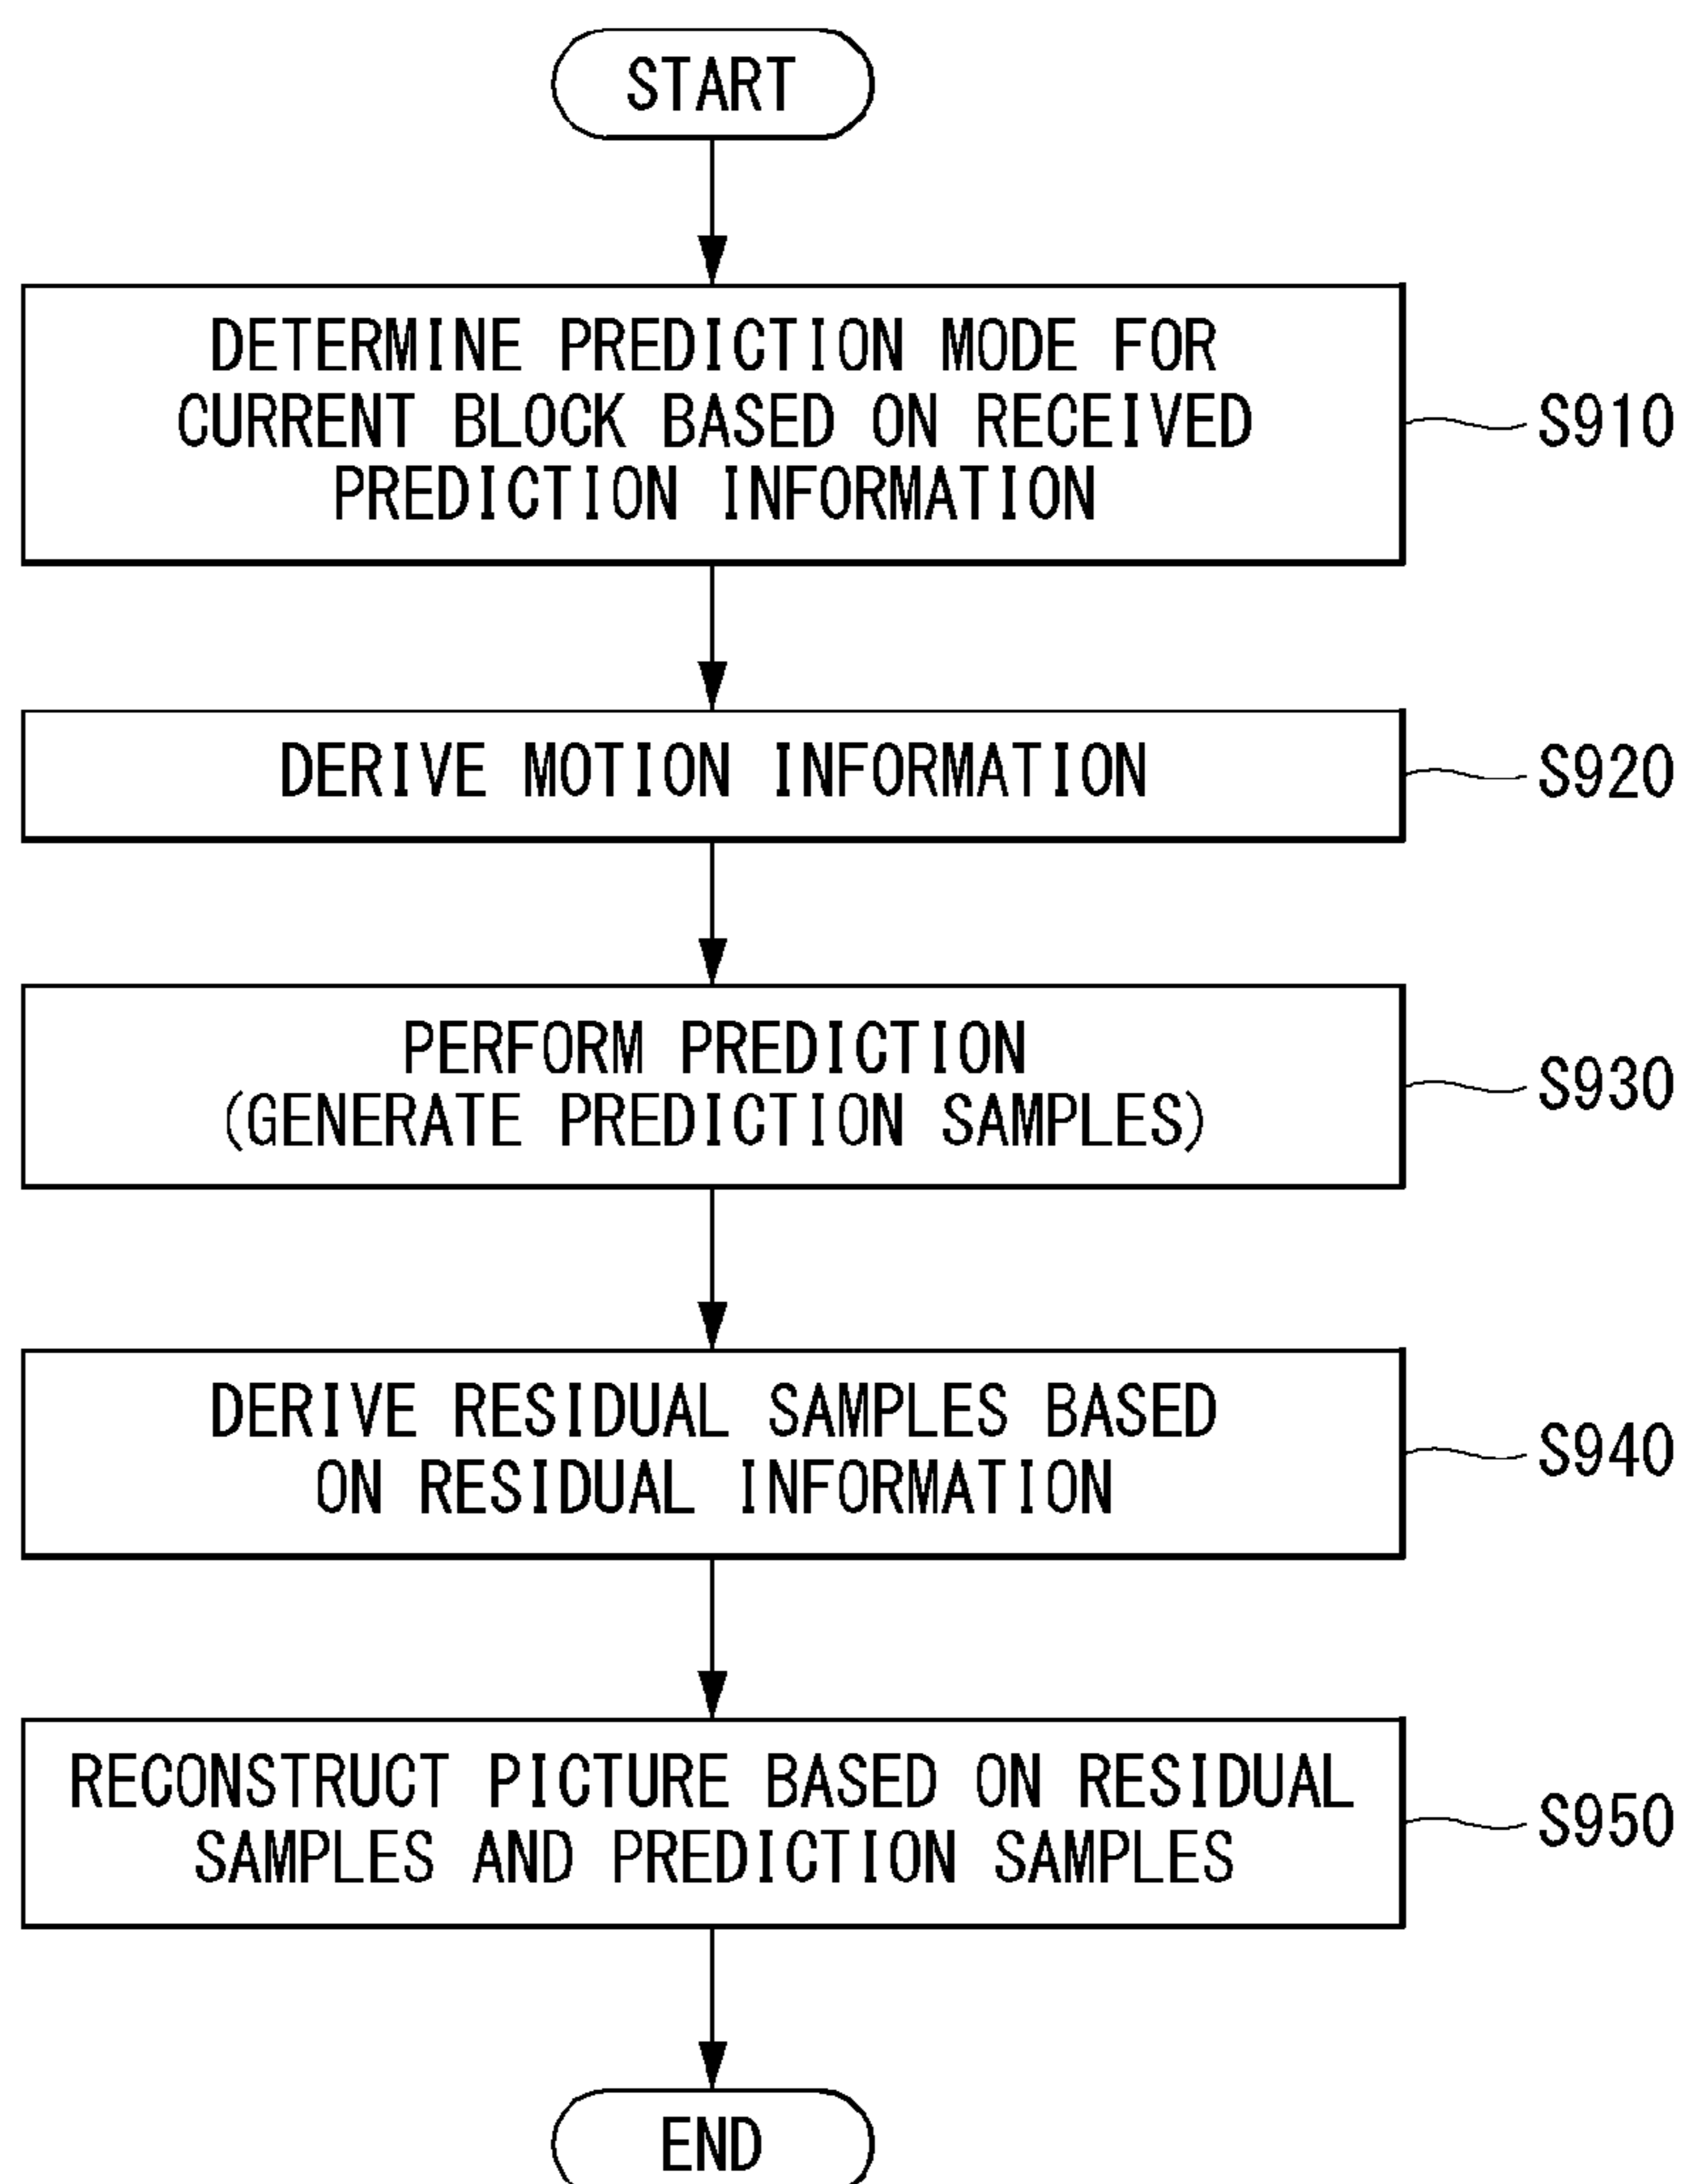 START
DETERMINE PREDICTION MODE FOR
CURRENT BLOCK BASED ON RECEIVED
PREDICTION INFORMATION
S910
DERIVE MOTION INFORMATION
S920
PERFORM PREDICTION
(GENERATE PREDICTION SAMPLES)
S930
DERIVE RESIDUAL SAMPLES BASED
ON RESIDUAL INFORMATION
S940
RECONSTRUCT PICTURE BASED ON RESIDUAL
SAMPLES AND PREDICTION SAMPLES
S950
END